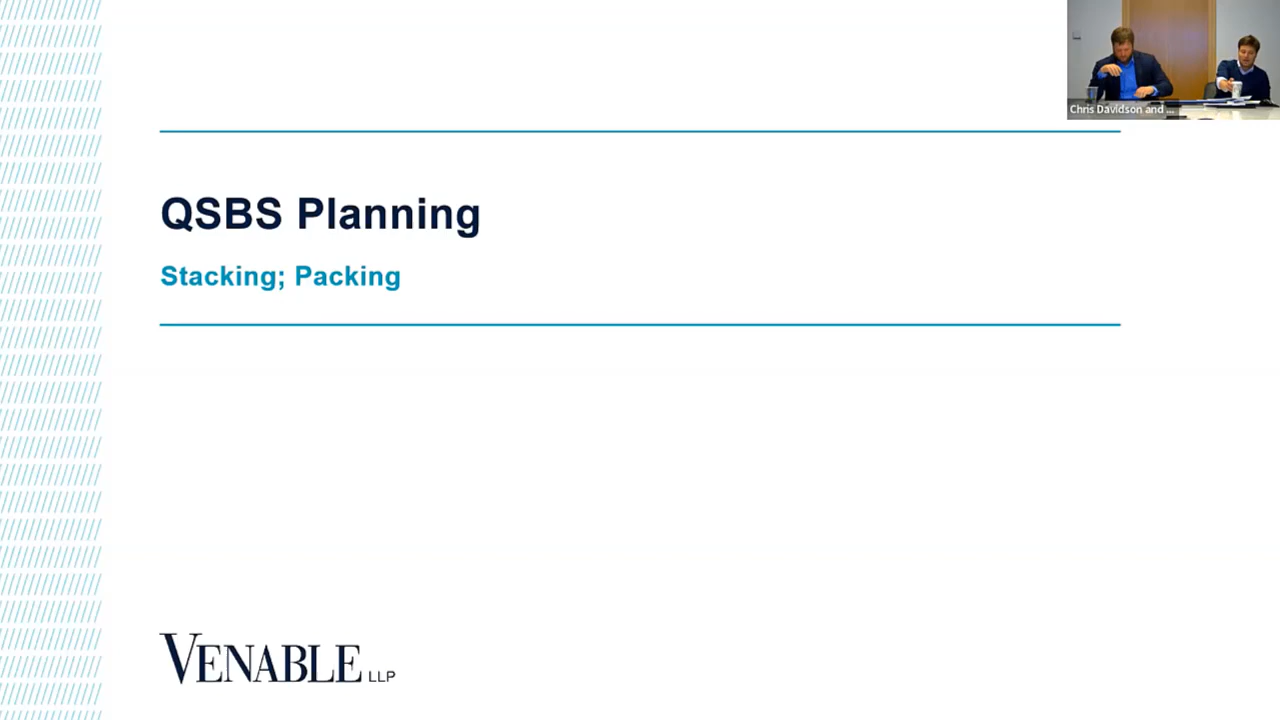 Chris Davidson and ...
QSBS Planning
Stacking; Packing
VENABLE LLP